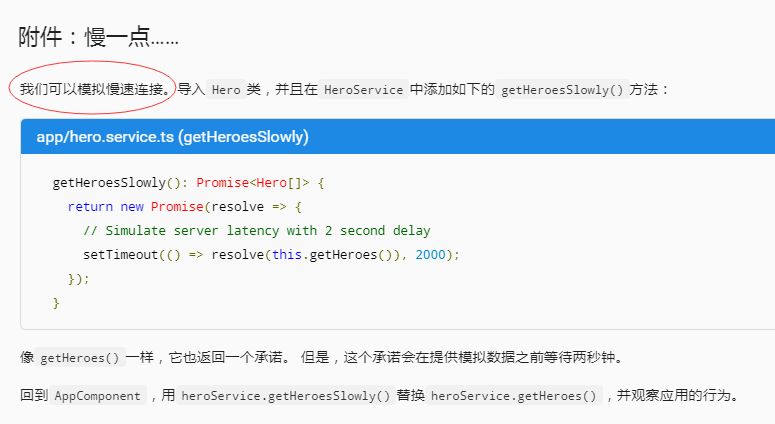 附件：慢一点……
我们可以模拟慢速连接。导入 Hero 类，并且在 HeroService 中添加如下的 getHeroesSlowly() 方法：
app/hero.service.ts (getHeroesSlowly)
getHeroesSlowly(): Promise<Hero[]> {
  return new Promise(resolve => {
    // Simulate server latency with 2 second delay
    setTimeout(() => resolve(this.getHeroes()), 2000);
  });
}
像 getHeroes() 一样，它也返回一个承诺。 但是，这个承诺会在提供模拟数据之前等待两秒钟。
回到 AppComponent ，用 heroService.getHeroesSlowly() 替换 heroService.getHeroes() ，并观察应用的行为。